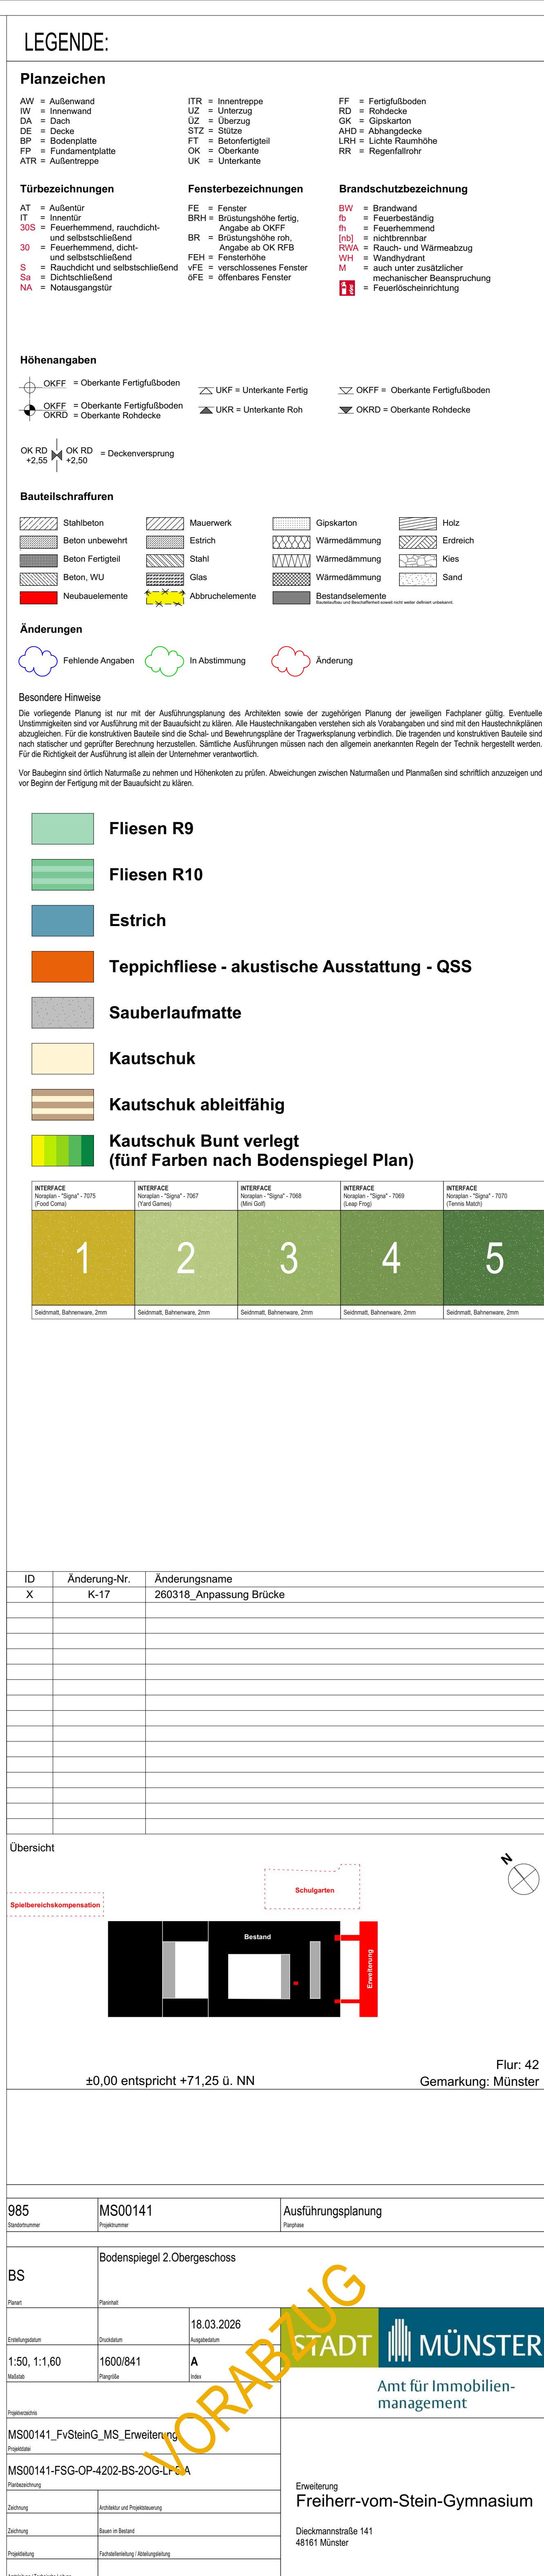 LEGENDE:
Planzeichen
AW = Außenwand
IW = Innenwand
DA = Dach
DE = Decke
BP = Bodenplatte
FP = Fundamentplatte
ATR = Außentreppe
ITR = Innentreppe
UZ = Unterzug
ÜZ = Überzug
STZ = Stütze
FT = Betonfertigteil
OK = Oberkante
UK = Unterkante
FF = Fertigfußboden
RD = Rohdecke
GK = Gipskarton
AHD = Abhangdecke
LRH = Lichte Raumhöhe
RR = Regenfallrohr
Türbezeichnungen
AT = Außentür
IT = Innentür
30S = Feuerhemmend, rauchdicht-
und selbstschließend
30 = Feuerhemmend, dicht-
und selbstschließend
S = Rauchdicht und selbstschließend
Sa = Dichtschließend
NA = Notausgangstür
Fensterbezeichnungen
FE = Fenster
BRH = Brüstungshöhe fertig,
Angabe ab OKFF
BR = Brüstungshöhe roh,
Angabe ab OK RFB
FEH = Fensterhöhe
vFE = verschlossenes Fenster
öFE = öffenbares Fenster
Brandschutzbezeichnung
BW = Brandwand
fb = Feuerbeständig
fh = Feuerhemmend
[nb] = nichtbrennbar
RWA = Rauch- und Wärmeabzug
WH = Wandhydrant
M = auch unter zusätzlicher
mechanischer Beanspruchung
= Feuerlöscheinrichtung
Höhenangaben
OKFF = Oberkante Fertigfußboden
OKFF = Oberkante Fertigfußboden
OKRD = Oberkante Rohdecke
UKF = Unterkante Fertig
UKR = Unterkante Roh
OKFF = Oberkante Fertigfußboden
OKRD = Oberkante Rohdecke
OK RD OK RD = Deckenversprung
+2,55 +2,50
Bauteilschraffuren
Stahlbeton Mauerwerk Gipskarton Holz
Beton unbewehrt Estrich Wärmedämmung Erdreich
Beton Fertigteil Stahl Wärmedämmung Kies
Beton, WU Glas Wärmedämmung Sand
Neubauelemente Abbruchelemente Bestandselemente
Bauteilaufbau und Beschaffenheit soweit nicht weiter definiert unbekannt.
Änderungen
Fehlende Angaben In Abstimmung Änderung
Besondere Hinweise
Die vorliegende Planung ist nur mit der Ausführungsplanung des Architekten sowie der zugehörigen Planung der jeweiligen Fachplaner gültig. Eventuelle
Unstimmigkeiten sind vor Ausführung mit der Bauaufsicht zu klären. Alle Haustechnikangaben verstehen sich als Vorabangaben und sind mit den Haustechnikplänen
abzugleichen. Für die konstruktiven Bauteile sind die Schal- und Bewehrungspläne der Tragwerksplanung verbindlich. Die tragenden und konstruktiven Bauteile sind
nach statischer und geprüfter Berechnung herzustellen. Sämtliche Ausführungen müssen nach den allgemein anerkannten Regeln der Technik hergestellt werden.
Für die Richtigkeit der Ausführung ist allein der Unternehmer verantwortlich.
Vor Baubeginn sind örtlich Naturmaße zu nehmen und Höhenkoten zu prüfen. Abweichungen zwischen Naturmaßen und Planmaßen sind schriftlich anzuzeigen und
vor Beginn der Fertigung mit der Bauaufsicht zu klären.
Fliesen R9
Fliesen R10
Estrich
Teppichfliese - akustische Ausstattung - QSS
Sauberlaufmatte
Kautschuk
Kautschuk ableitfähig
Kautschuk Bunt verlegt
(fünf Farben nach Bodenspiegel Plan)
INTERFACE INTERFACE INTERFACE INTERFACE INTERFACE
Noraplan - "Signa" - 7075 Noraplan - "Signa" - 7067 Noraplan - "Signa" - 7068 Noraplan - "Signa" - 7069 Noraplan - "Signa" - 7070
(Food Coma) (Yard Games) (Mini Golf) (Leap Frog) (Tennis Match)
1 2 3 4 5
Seidnmatt, Bahnenware, 2mm Seidnmatt, Bahnenware, 2mm Seidnmatt, Bahnenware, 2mm Seidnmatt, Bahnenware, 2mm Seidnmatt, Bahnenware, 2mm
ID Änderung-Nr. Änderungsname
X K-17 260318_Anpassung Brücke
Übersicht
N
Schulgarten
Spielbereichskompensation
Bestand
Erweiterung
Flur: 42
±0,00 entspricht +71,25 ü. NN
Gemarkung: Münster
985 MS00141 Ausführungsplanung
Standortnummer Projektnummer Planphase
Bodenspiegel 2.Obergeschoss
BS
Planart Planinhalt
18.03.2026
Erstellungsdatum Druckdatum Ausgabedatum
1:50, 1:1,60 1600/841 A
Maßstab Plangröße Index
VORABZUG
STADT MÜNSTER
Amt für Immobilien-
management
Projektverzeichnis
MS00141_FvSteinG_MS_Erweiterung
Projektdatei
MS00141-FSG-OP-4202-BS-2OG-LP5-A
Planbezeichnung
Zeichnung Architektur und Projektsteuerung
Zeichnung Bauen im Bestand
Projektleitung Fachstellenleitung / Abteilungsleitung
Erweiterung
Freiherr-vom-Stein-Gymnasium
Dieckmannstraße 141
48161 Münster